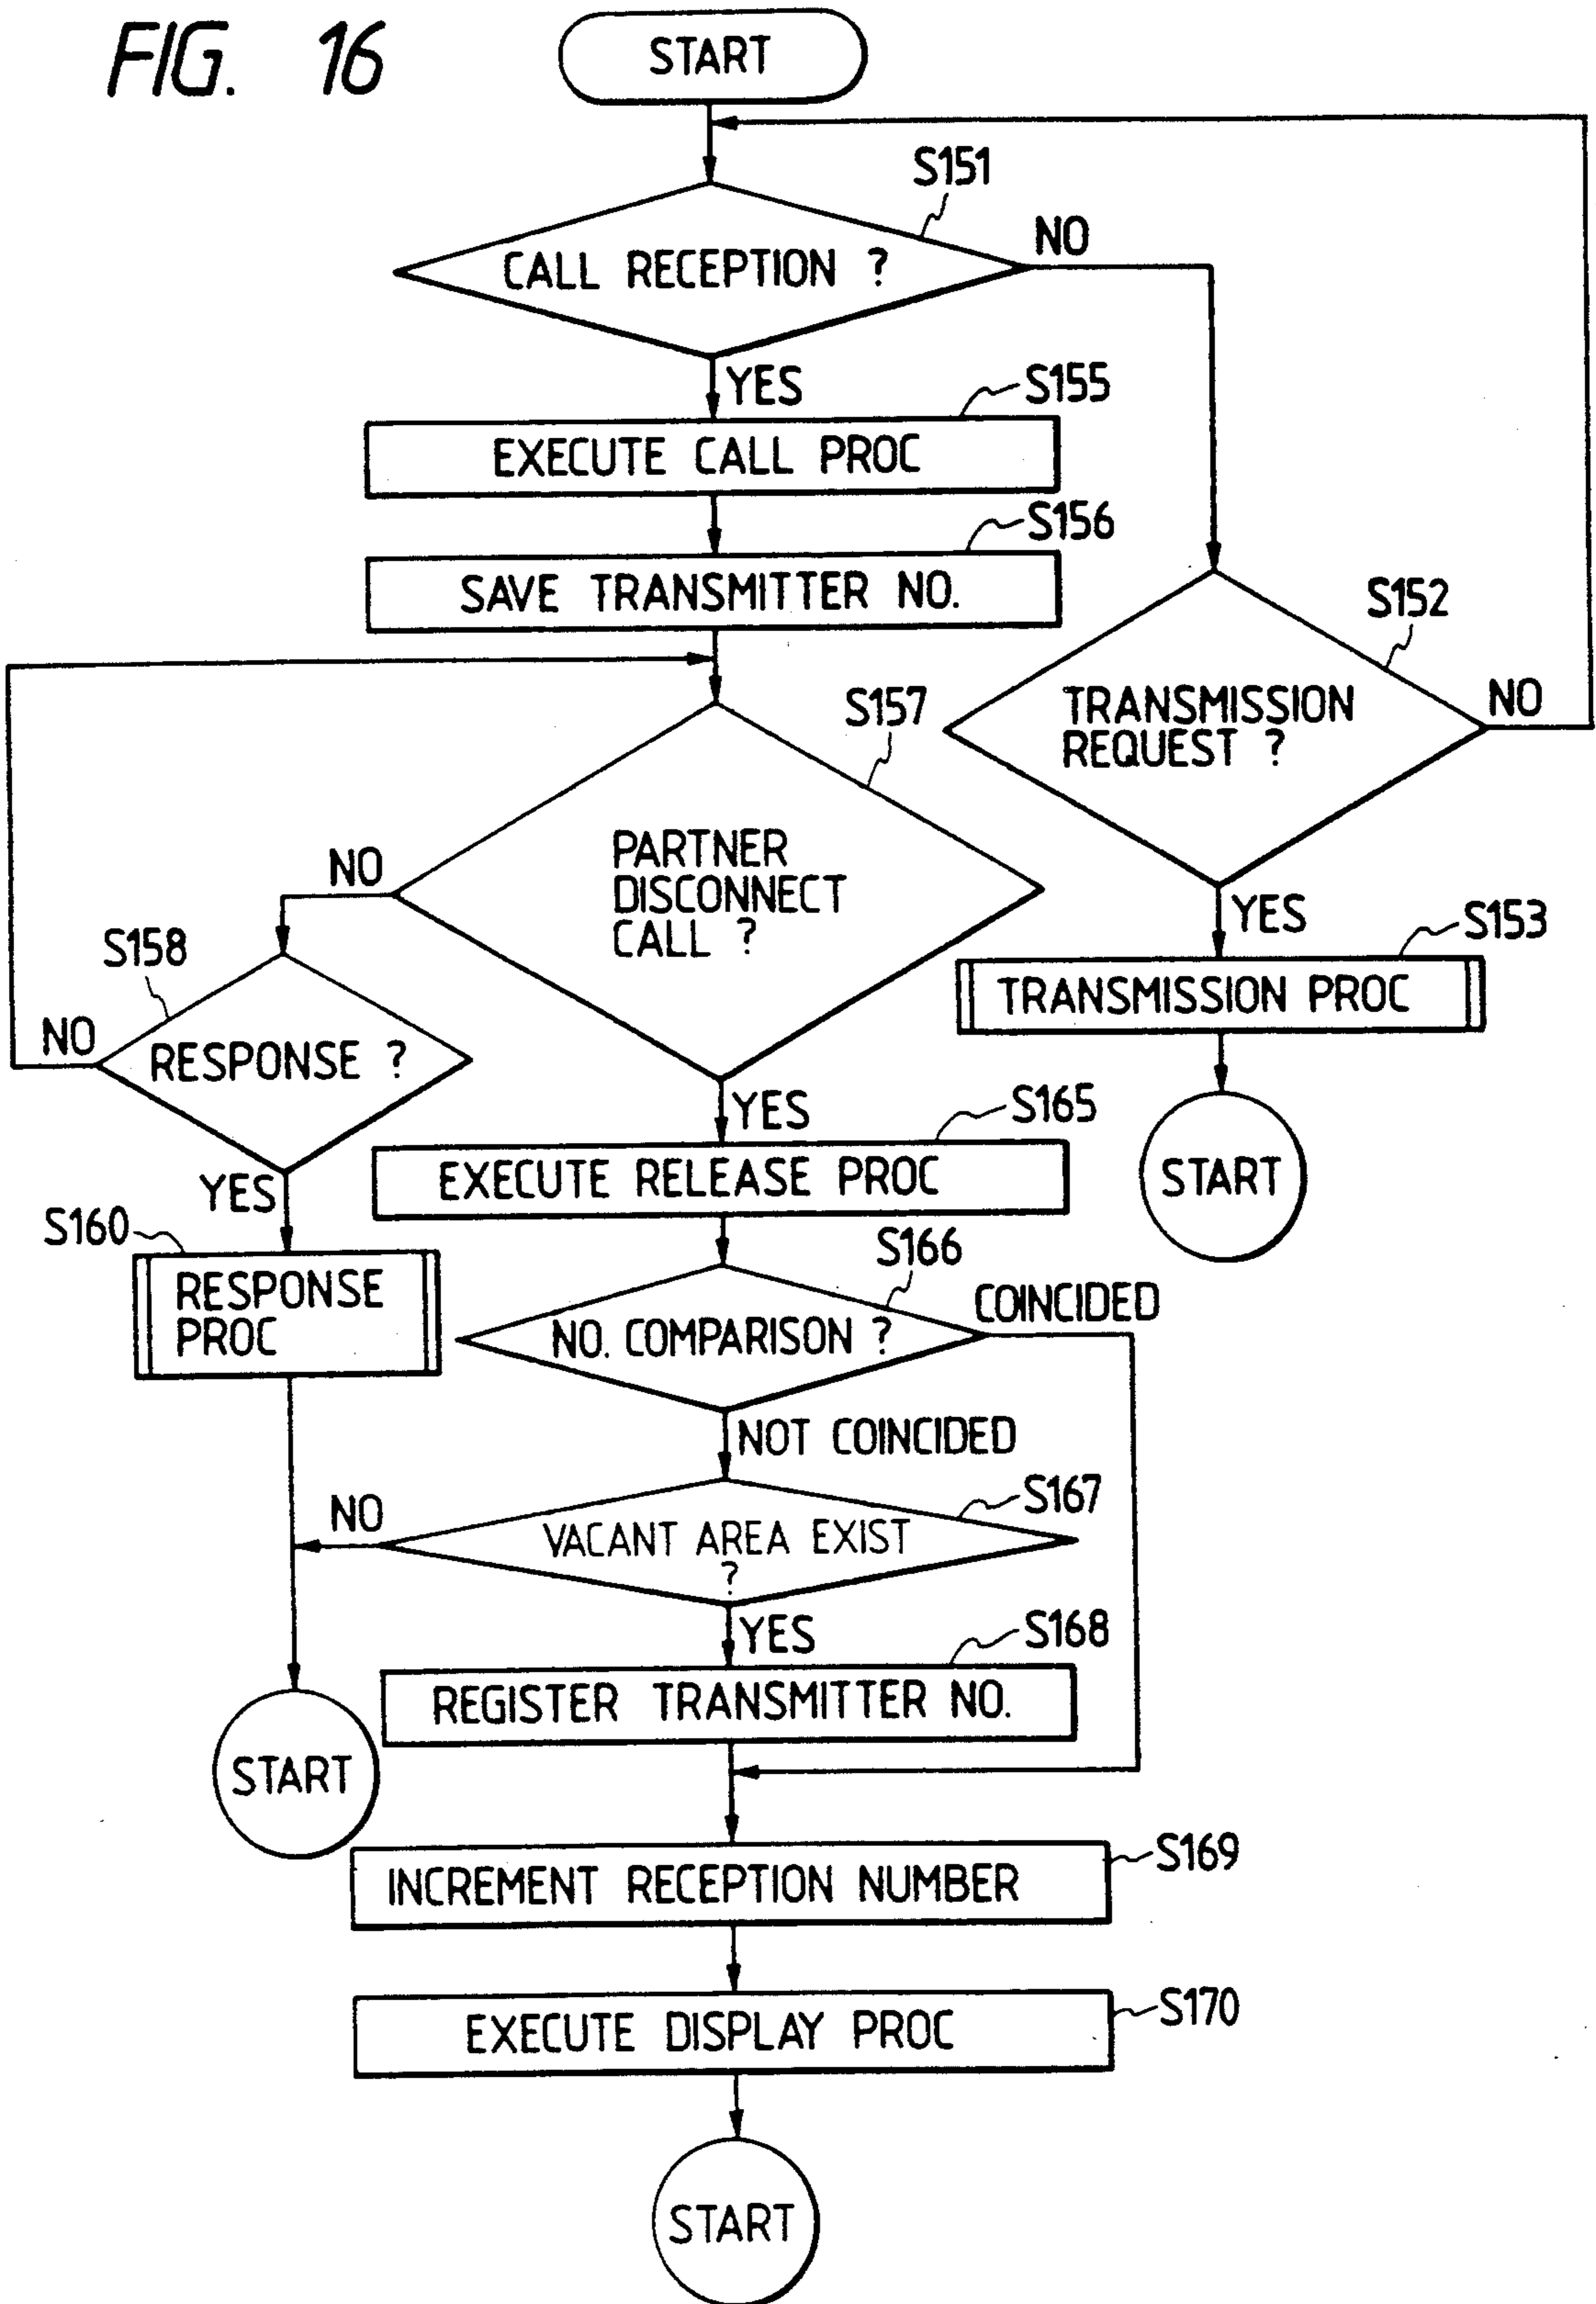 FIG. 16
START
S151
CALL RECEPTION ?
NO
YES
S155
EXECUTE CALL PROC
S156
SAVE TRANSMITTER NO.
S152
TRANSMISSION
REQUEST ?
NO
YES
S153
TRANSMISSION PROC
START
S157
PARTNER
DISCONNECT
CALL ?
NO
S158
RESPONSE ?
NO
YES
S160
RESPONSE
PROC
YES
S165
EXECUTE RELEASE PROC
S166
NO. COMPARISON ?
COINCIDED
NOT COINCIDED
S167
VACANT AREA EXIST
?
NO
START
YES
S168
REGISTER TRANSMITTER NO.
S169
INCREMENT RECEPTION NUMBER
S170
EXECUTE DISPLAY PROC
START